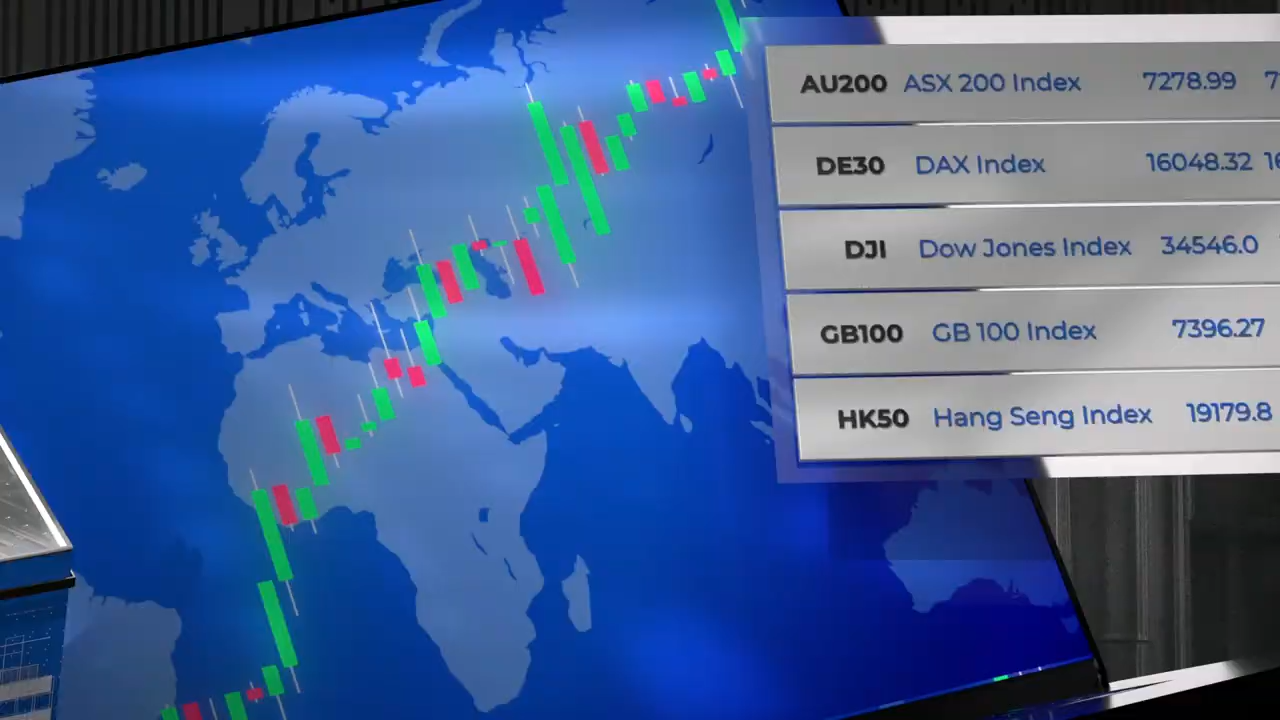 AU200 ASX 200 Index 7278.99
DE30 DAX Index 16048.32
DJI Dow Jones Index 34546.0
GB100 GB 100 Index 7396.27
HK50 Hang Seng Index 19179.8